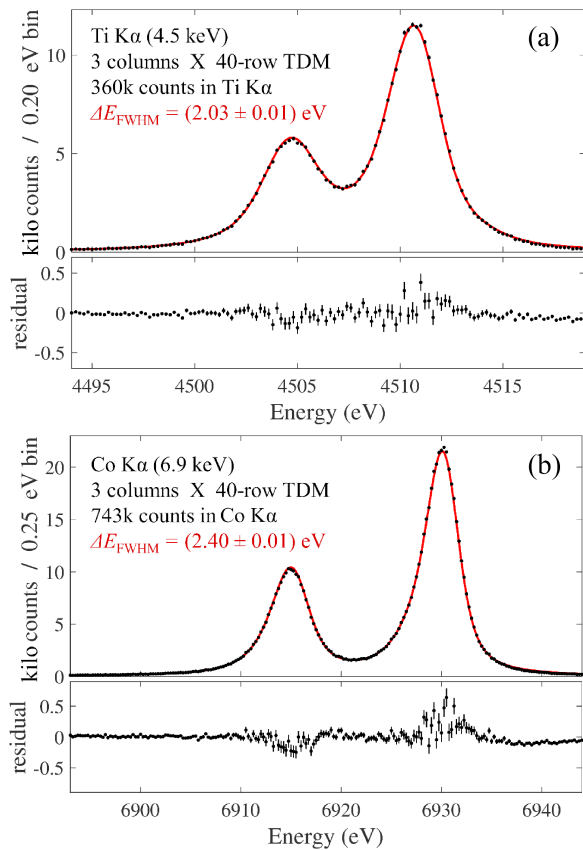 Ti Kα (4.5 keV)
(a)
3 columns X 40-row TDM
360k counts in Ti Kα
ΔE_FWHM = (2.03 ± 0.01) eV
kilo counts / 0.20 eV bin
10
5
0
residual
0.5
0
-0.5
4495 4500 4505 4510 4515
Energy (eV)
Co Kα (6.9 keV)
(b)
3 columns X 40-row TDM
743k counts in Co Kα
ΔE_FWHM = (2.40 ± 0.01) eV
kilo counts / 0.25 eV bin
20
15
10
5
0
residual
0.5
0
-0.5
6900 6910 6920 6930 6940
Energy (eV)